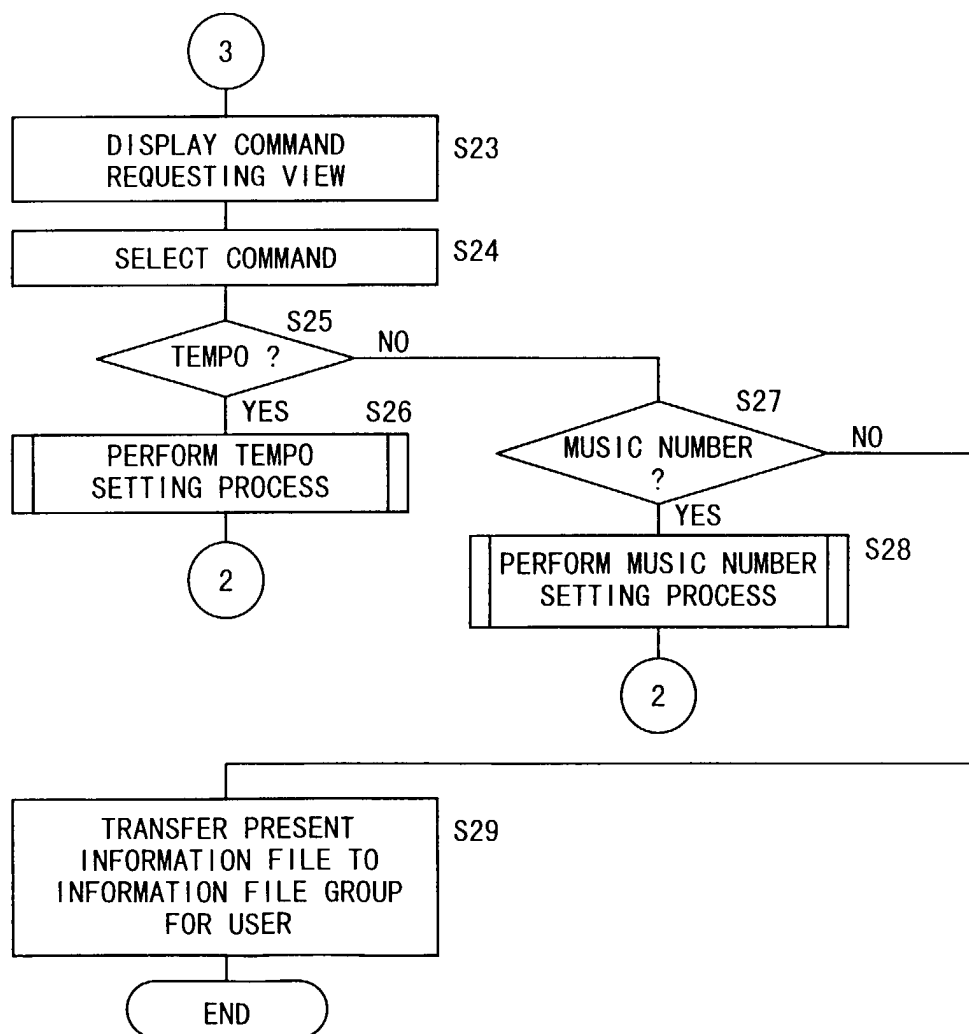 3
DISPLAY COMMAND
REQUESTING VIEW
S23
SELECT COMMAND
S24
S25
TEMPO ?
NO
YES
S26
PERFORM TEMPO
SETTING PROCESS
2
S27
MUSIC NUMBER
?
NO
YES
S28
PERFORM MUSIC NUMBER
SETTING PROCESS
2
TRANSFER PRESENT
INFORMATION FILE TO
INFORMATION FILE GROUP
FOR USER
S29
END